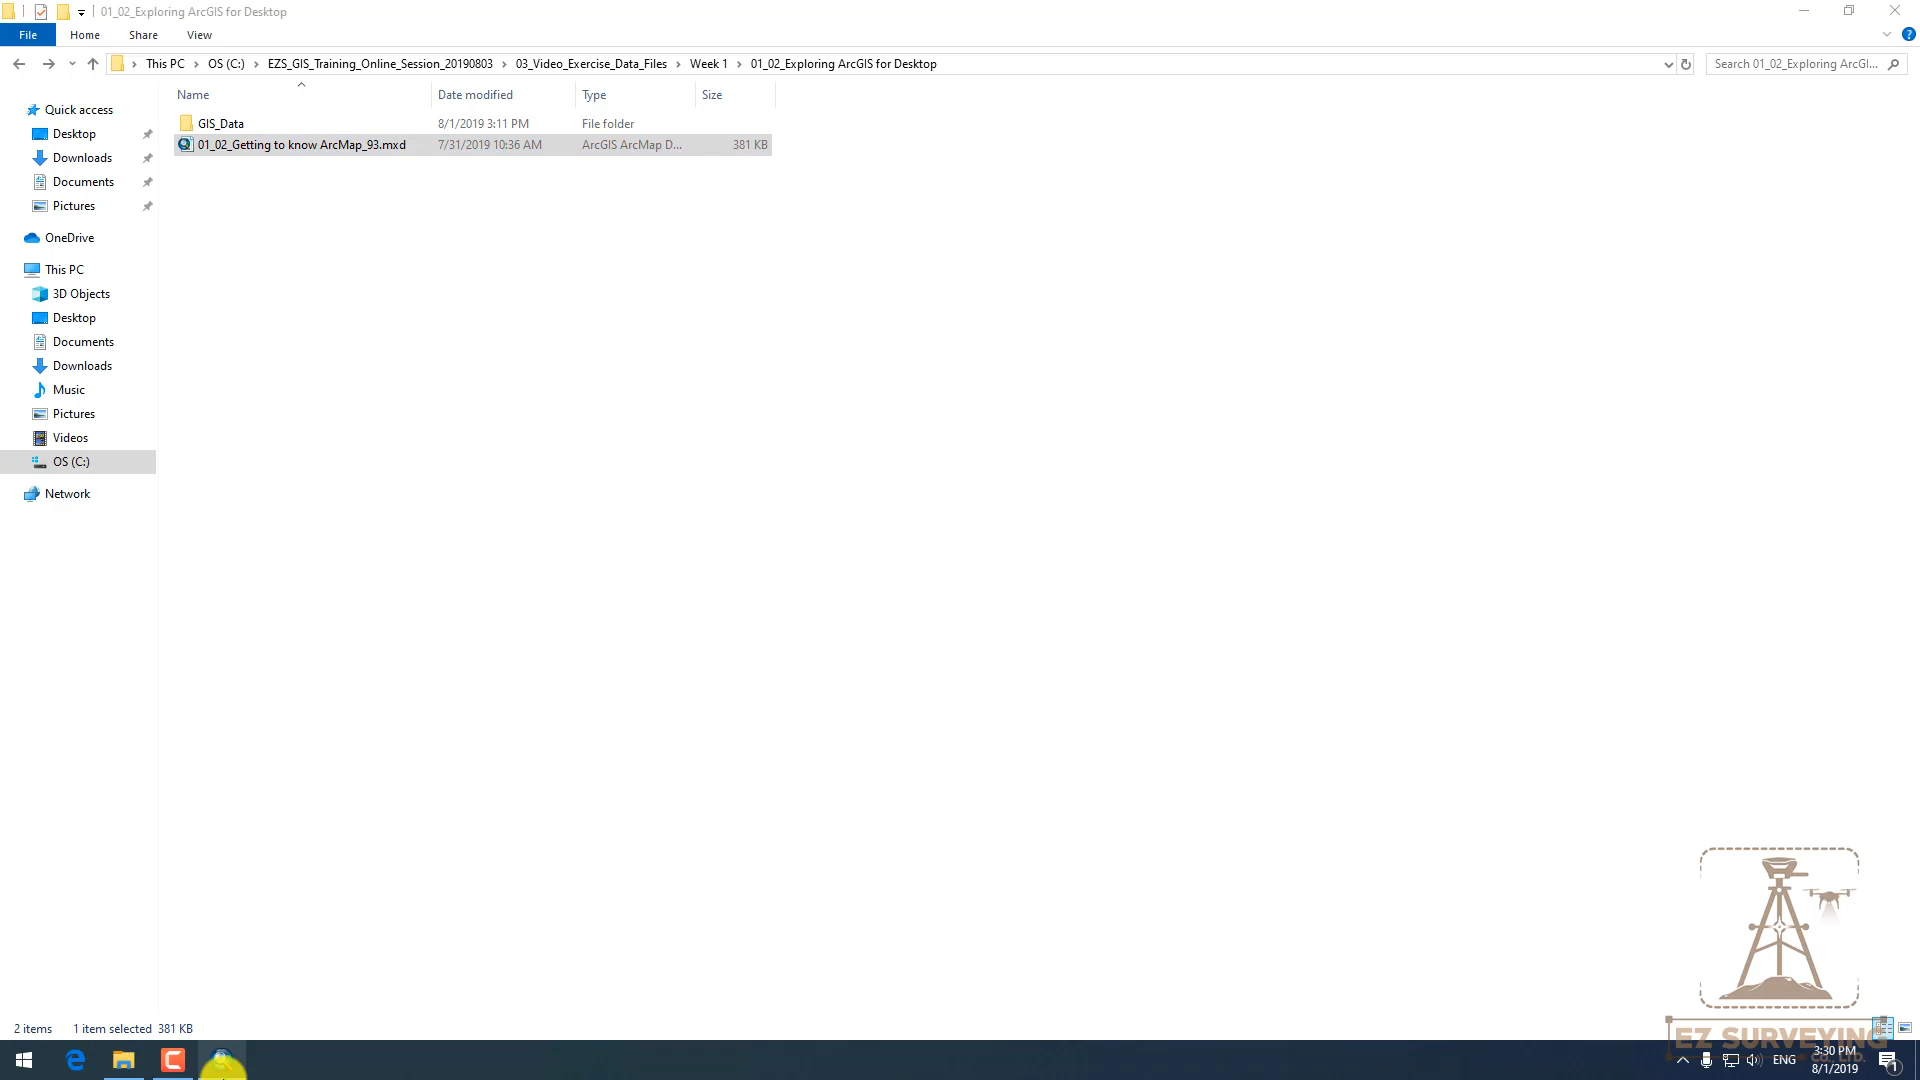 01_02_Exploring ArcGIS for Desktop
File Home Share View
This PC OS (C:) EZS_GIS_Training_Online_Session_20190803 03_Video_Exercise_Data_Files Week 1 01_02_Exploring ArcGIS for Desktop
Search 01_02_Exploring ArcGI...
Name Date modified Type Size
GIS_Data 8/1/2019 3:11 PM File folder
01_02_Getting to know ArcMap_93.mxd 7/31/2019 10:36 AM ArcGIS ArcMap D... 381 KB
Quick access
Desktop
Downloads
Documents
Pictures
OneDrive
This PC
3D Objects
Desktop
Documents
Downloads
Music
Pictures
Videos
OS (C:)
Network
2 items 1 item selected 381 KB
EZ SURVEYING
Co., Ltd.
ENG
3:30 PM
8/1/2019
1